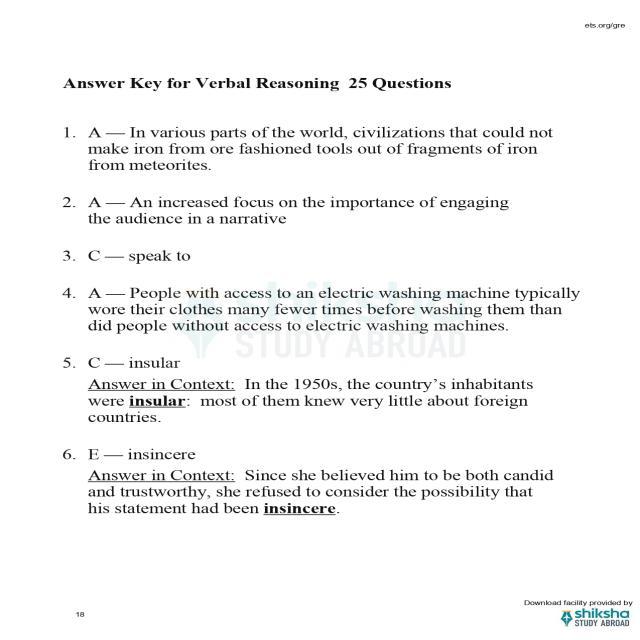 ets.org/gre
Answer Key for Verbal Reasoning 25 Questions
1. A — In various parts of the world, civilizations that could not
make iron from ore fashioned tools out of fragments of iron
from meteorites.
2. A — An increased focus on the importance of engaging
the audience in a narrative
3. C — speak to
4. A — People with access to an electric washing machine typically
wore their clothes many fewer times before washing them than
did people without access to electric washing machines.
shiksha
STUDY ABROAD
5. C — insular
Answer in Context: In the 1950s, the country's inhabitants
were insular: most of them knew very little about foreign
countries.
6. E — insincere
Answer in Context: Since she believed him to be both candid
and trustworthy, she refused to consider the possibility that
his statement had been insincere.
Download facility provided by
18
shiksha
STUDY ABROAD